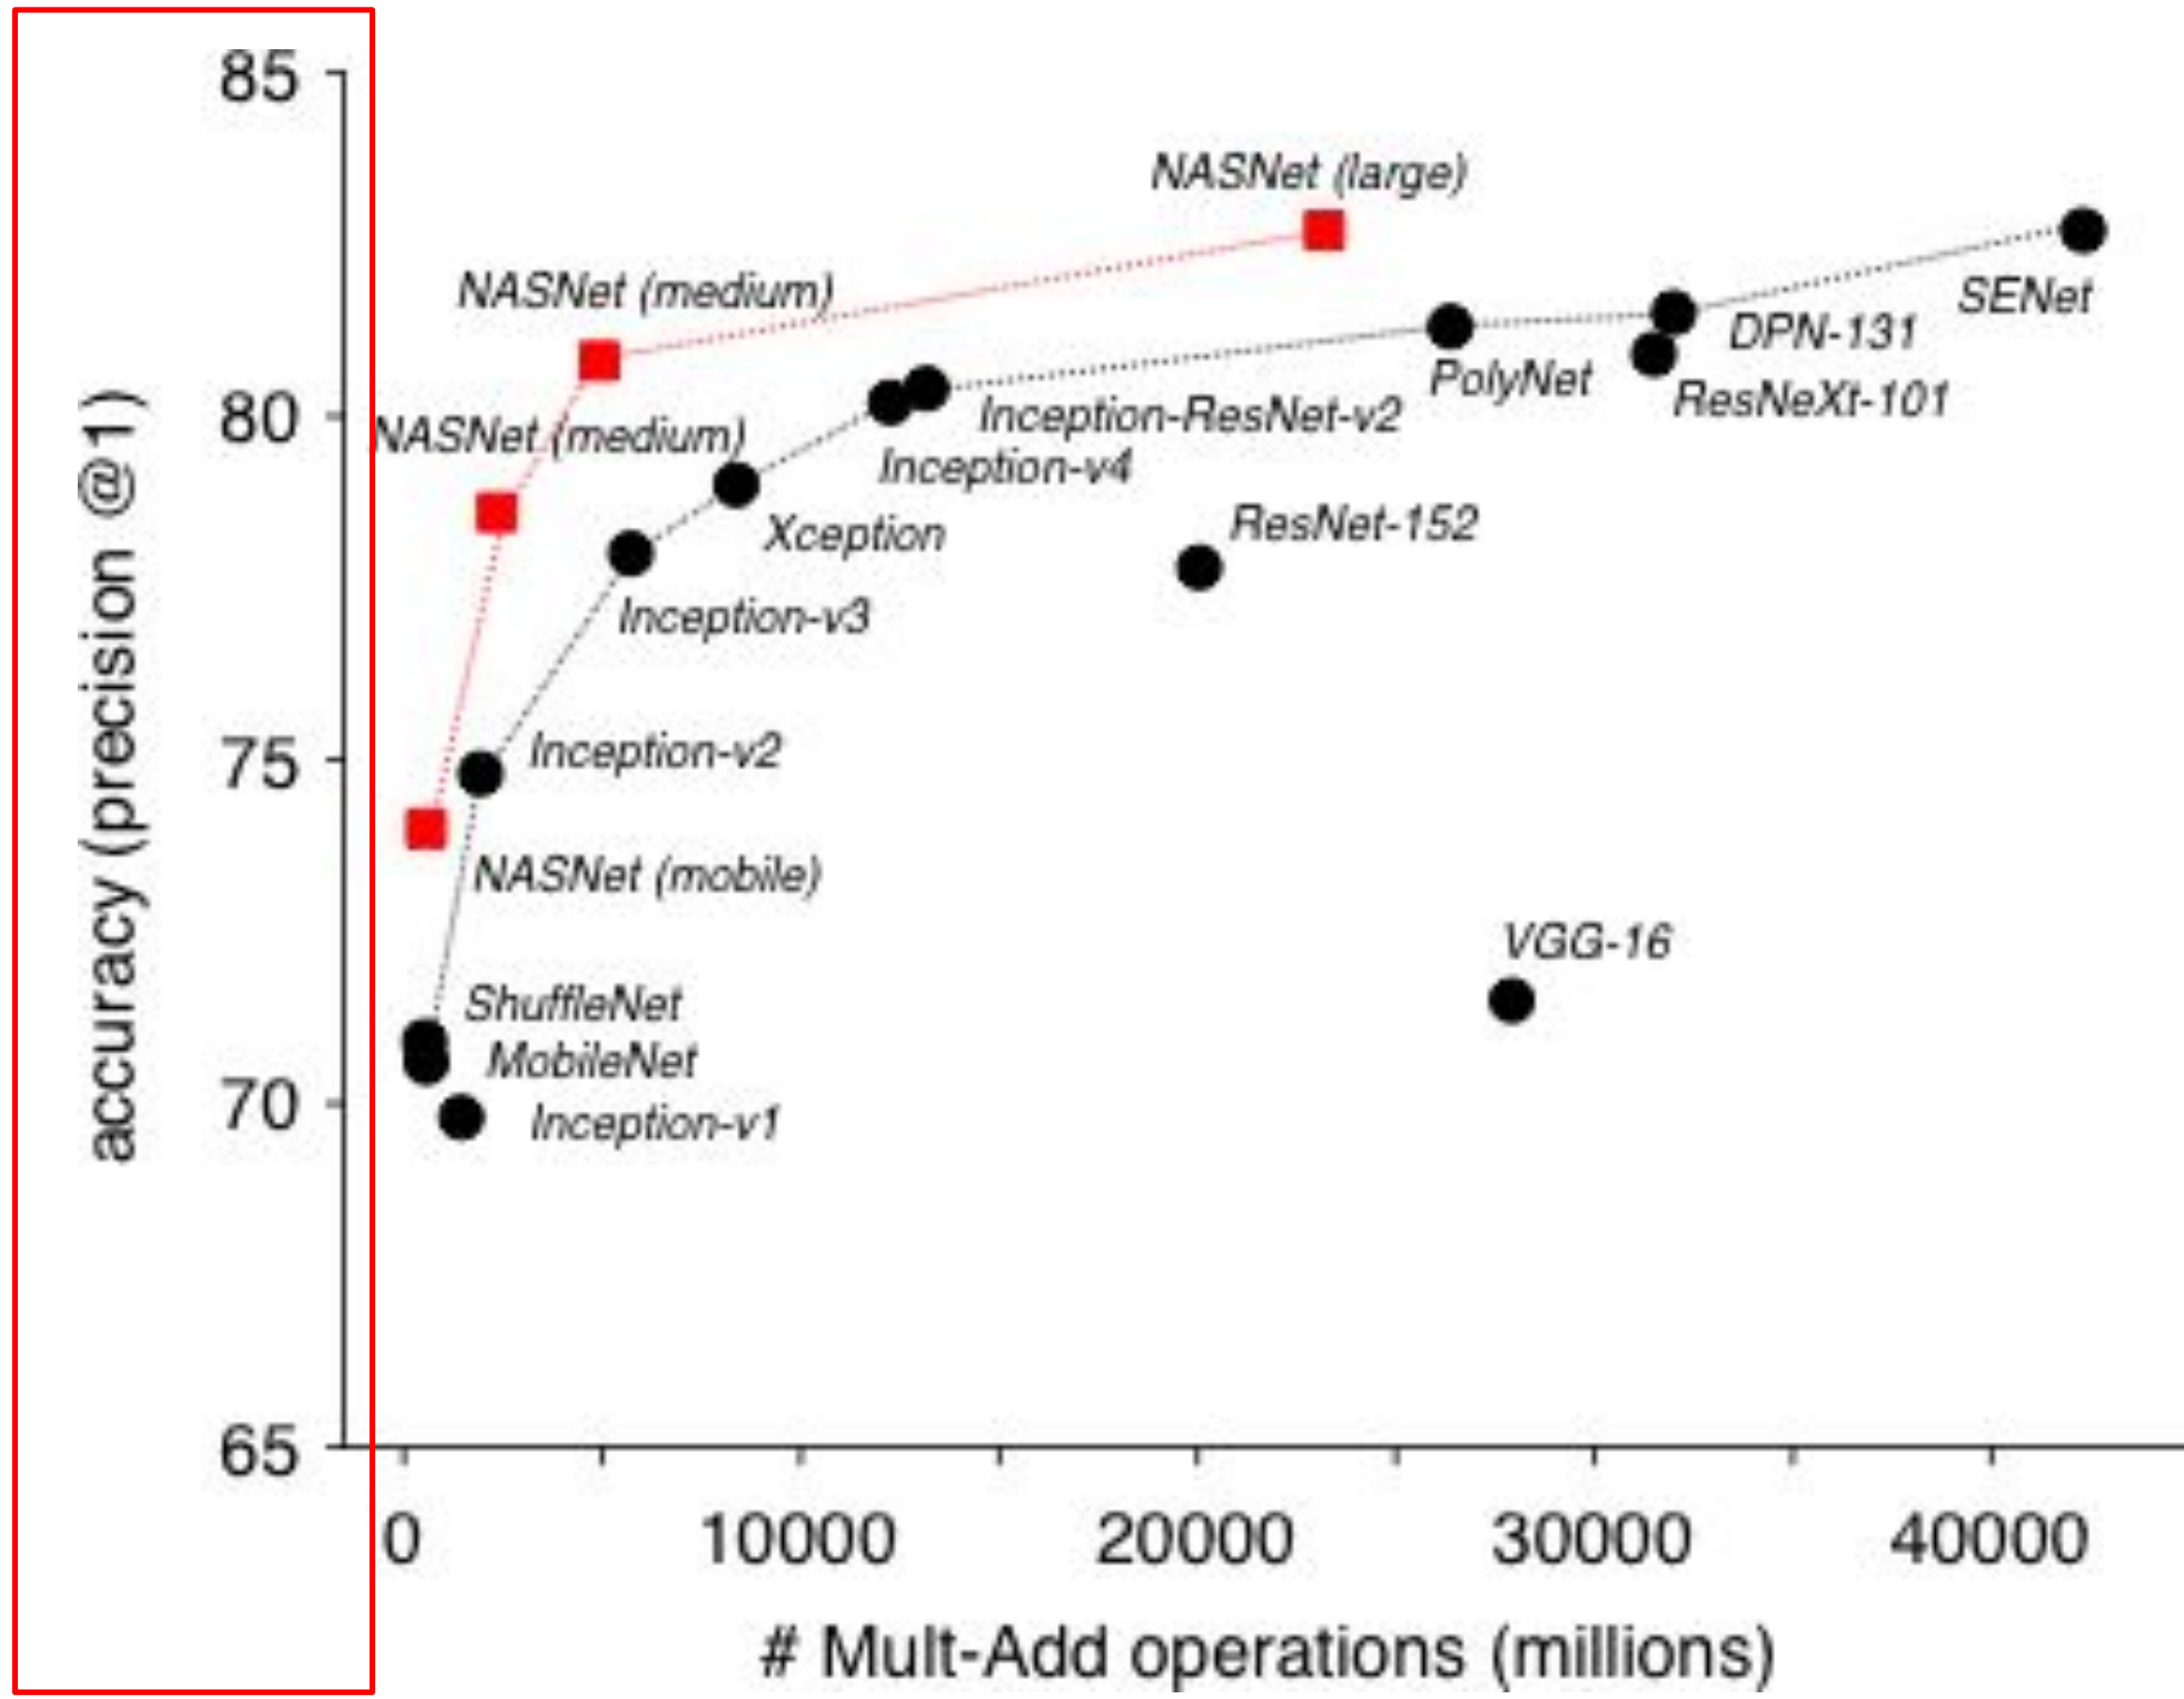 85
80
75
70
65
accuracy (precision @1)
NASNet (large)
NASNet (medium)
SENet
DPN-131
PolyNet
ResNeXt-101
NASNet (medium)
Inception-ResNet-v2
Inception-v4
Xception
ResNet-152
Inception-v3
Inception-v2
NASNet (mobile)
VGG-16
ShuffleNet
MobileNet
Inception-v1
0 10000 20000 30000 40000
# Mult-Add operations (millions)